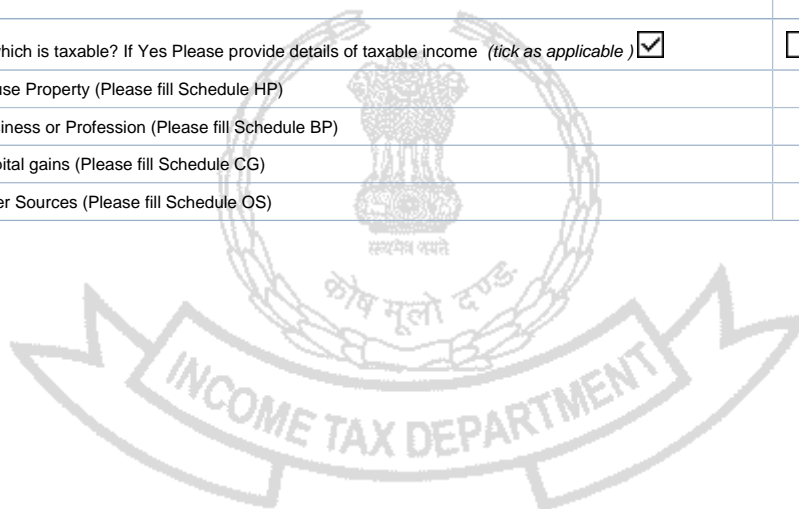 which is taxable? If Yes Please provide details of taxable income (tick as applicable )
use Property (Please fill Schedule HP)
siness or Profession (Please fill Schedule BP)
pital gains (Please fill Schedule CG)
er Sources (Please fill Schedule OS)
सत्यमेव जयते
कोष मूलो दण्डः
INCOME TAX DEPARTMENT